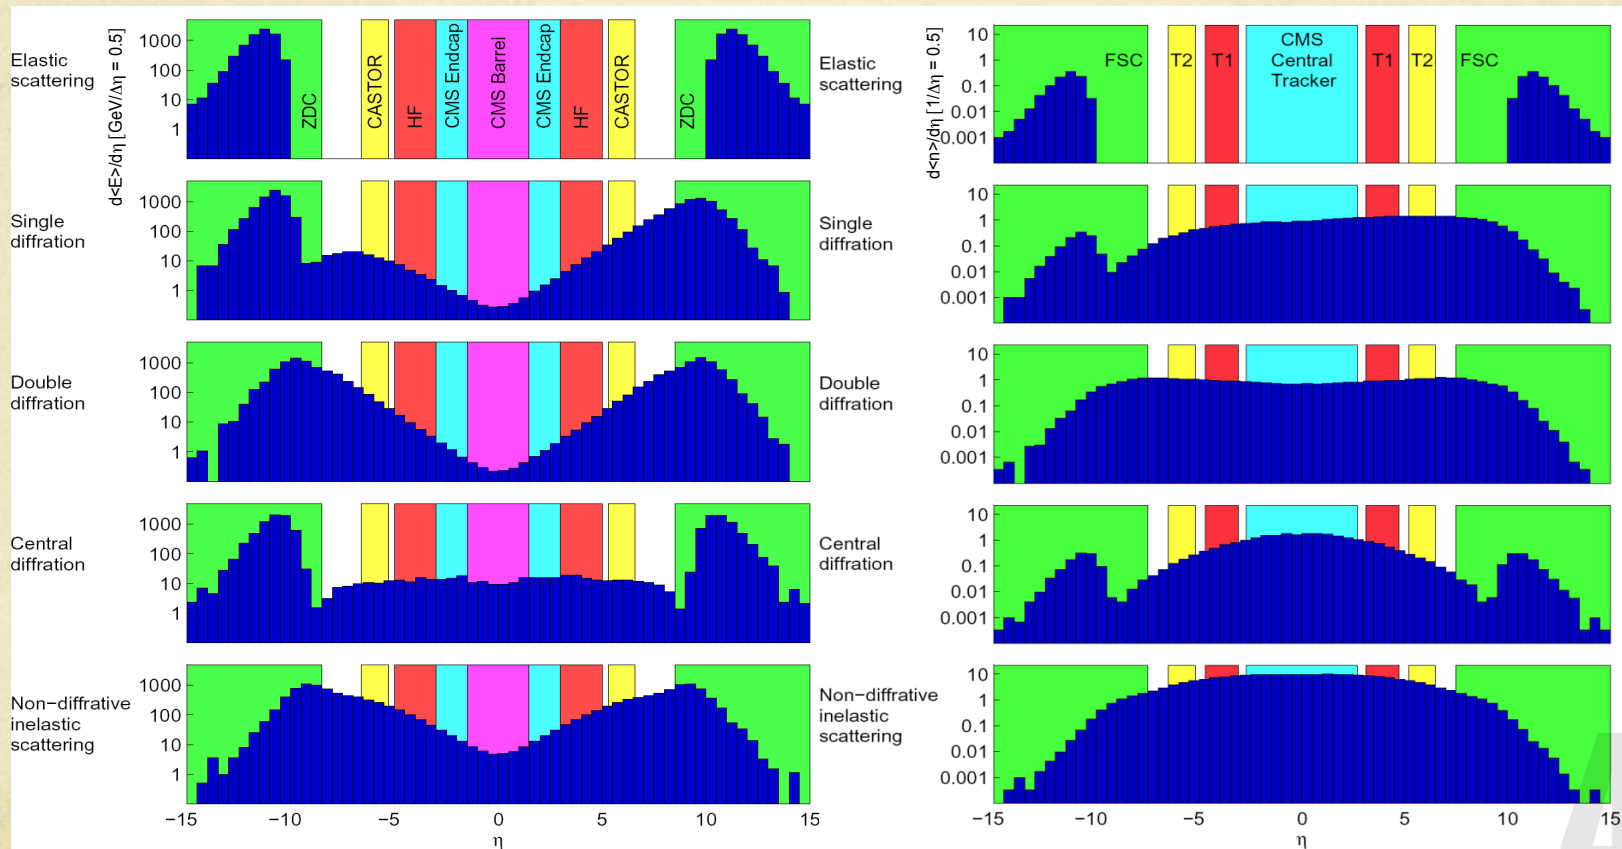 d<E>/dη [GeV/Δη = 0.5]
Elastic
scattering
1000
100
10
1
ZDC
CASTOR
HF
CMS Endcap
CMS Barrel
CMS Endcap
HF
CASTOR
ZDC
Single
diffration
1000
100
10
1
Double
diffration
1000
100
10
1
Central
diffration
1000
100
10
1
Non−diffrative
inelastic
scattering
1000
100
10
1
−15
−10
−5
0
5
10
15
η
d<n>/dη [1/Δη = 0.5]
Elastic
scattering
10
1
0.1
0.01
0.001
FSC
T2
T1
CMS
Central
Tracker
T1
T2
FSC
Single
diffration
10
1
0.1
0.01
0.001
Double
diffration
10
1
0.1
0.01
0.001
Central
diffration
10
1
0.1
0.01
0.001
Non−diffrative
inelastic
scattering
10
1
0.1
0.01
0.001
−15
−10
−5
0
5
10
15
η